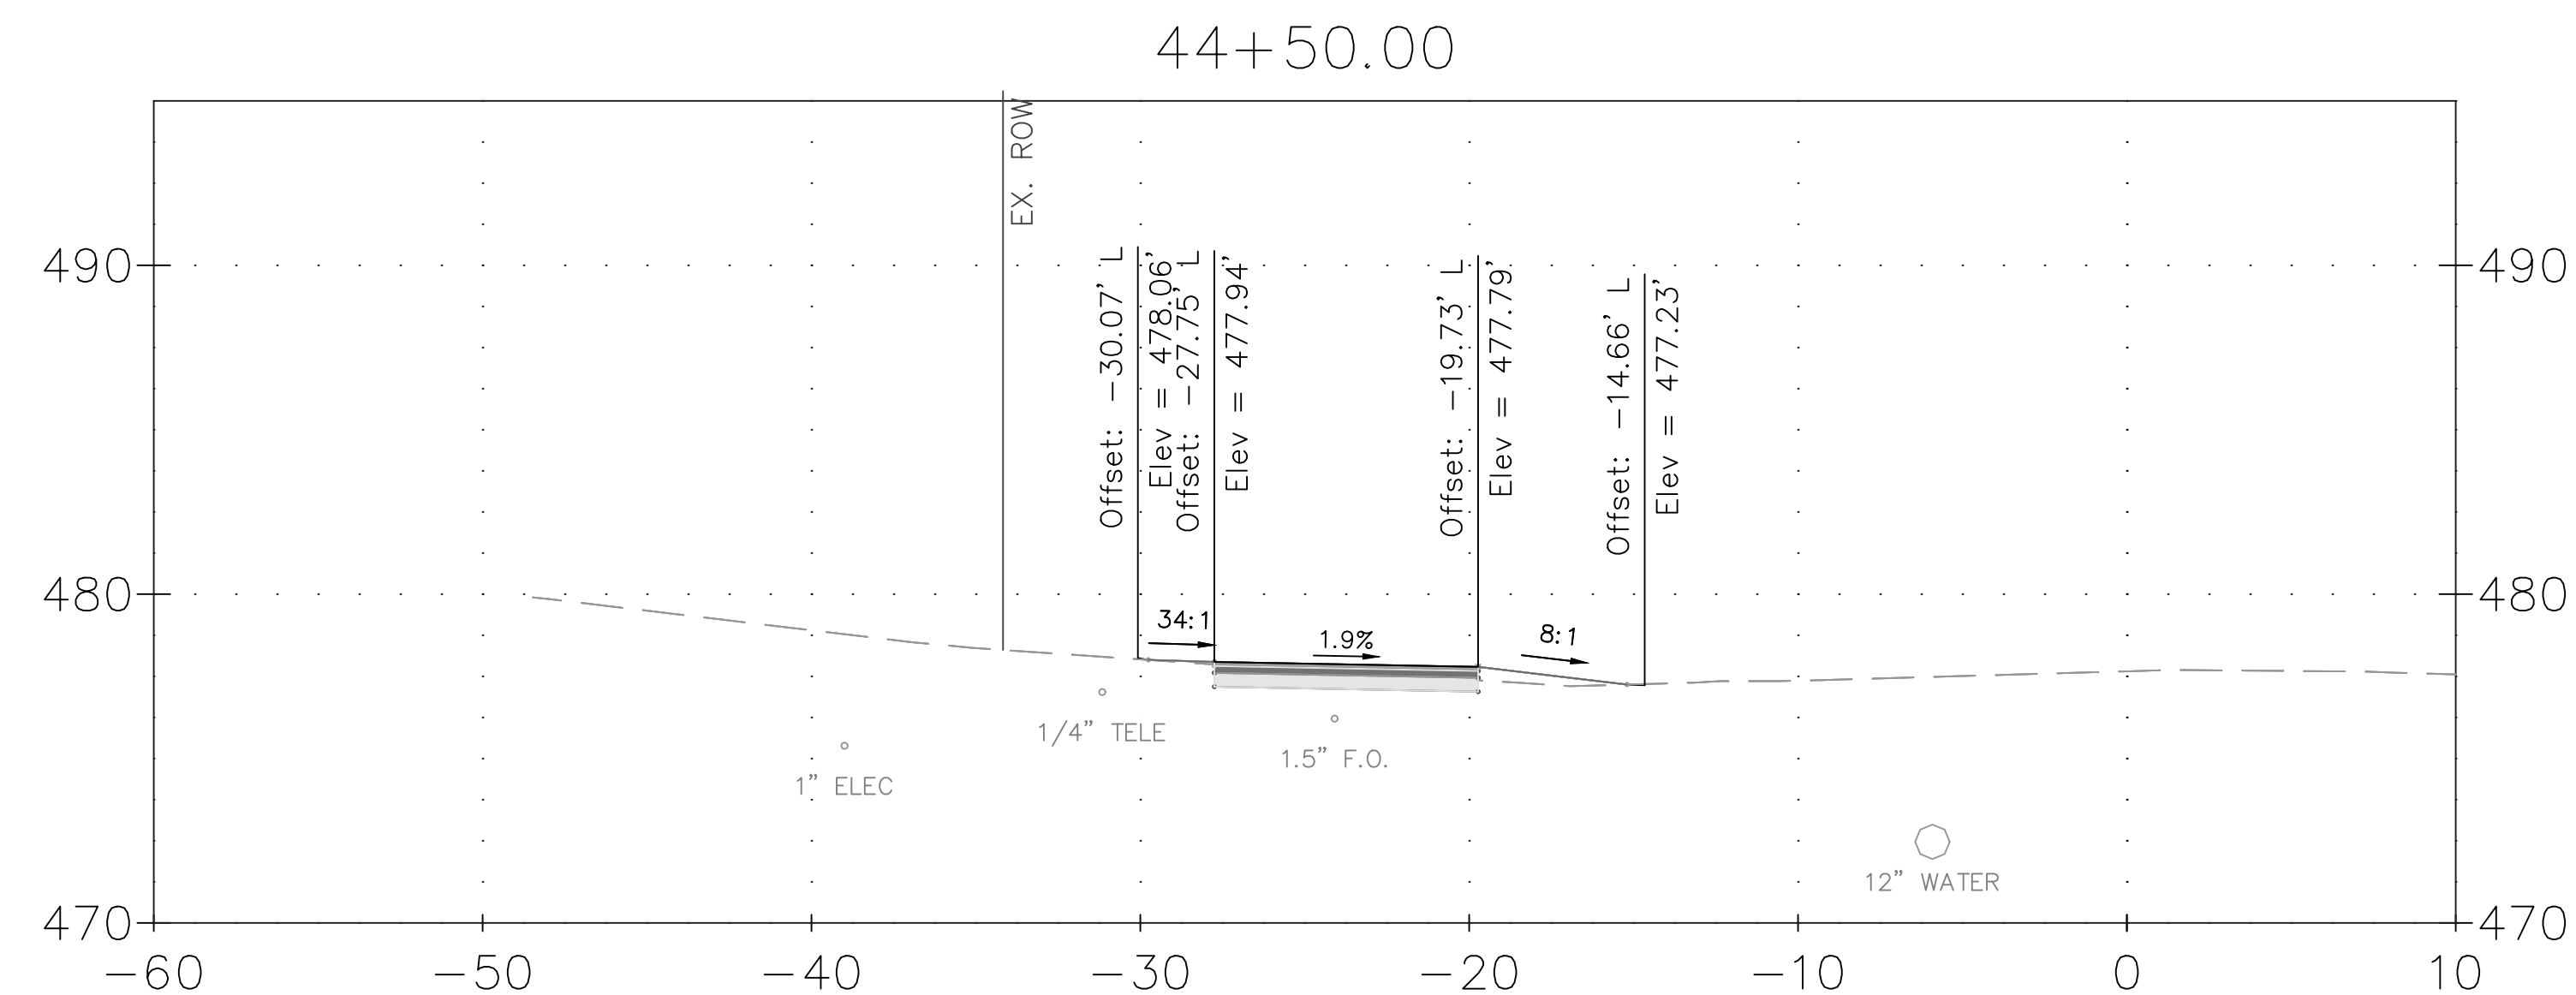 44+50.00
EX. ROW
490
490
Offset: -30.07' L
Elev = 478.06'
Offset: -27.75' L
Elev = 477.94'
Offset: -19.73' L
Elev = 477.79'
Offset: -14.66' L
Elev = 477.23'
480
480
34:1
1.9%
8:1
1/4" TELE
1.5" F.O.
1" ELEC
12" WATER
470
470
-60
-50
-40
-30
-20
-10
0
10